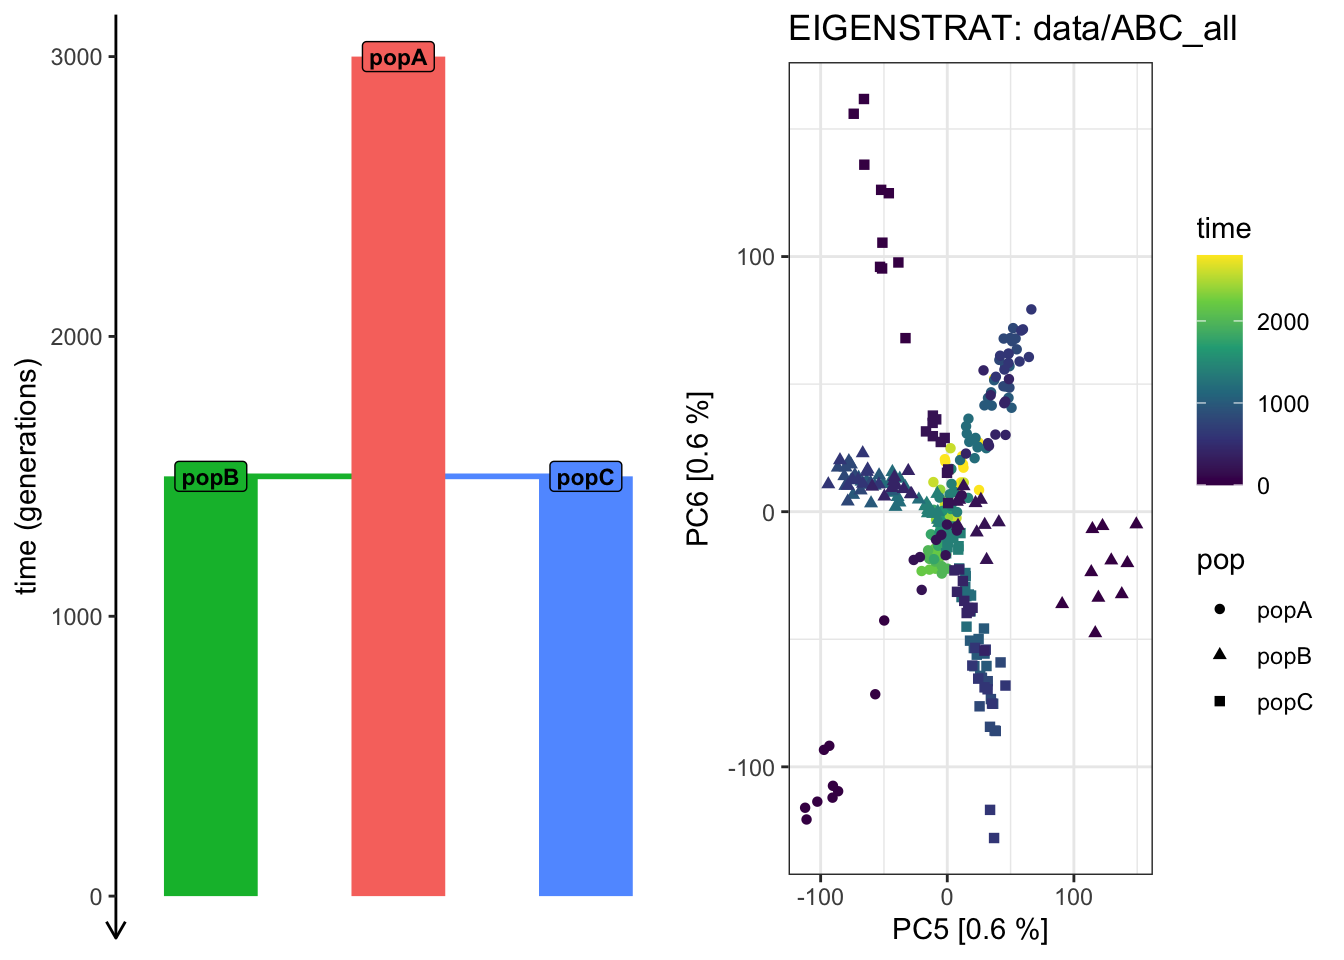 time (generations)
3000
2000
1000
0
popA
popB
popC
EIGENSTRAT: data/ABC_all
PC6 [0.6 %]
100
0
-100
-100
0
100
PC5 [0.6 %]
time
2000
1000
0
pop
popA
popB
popC